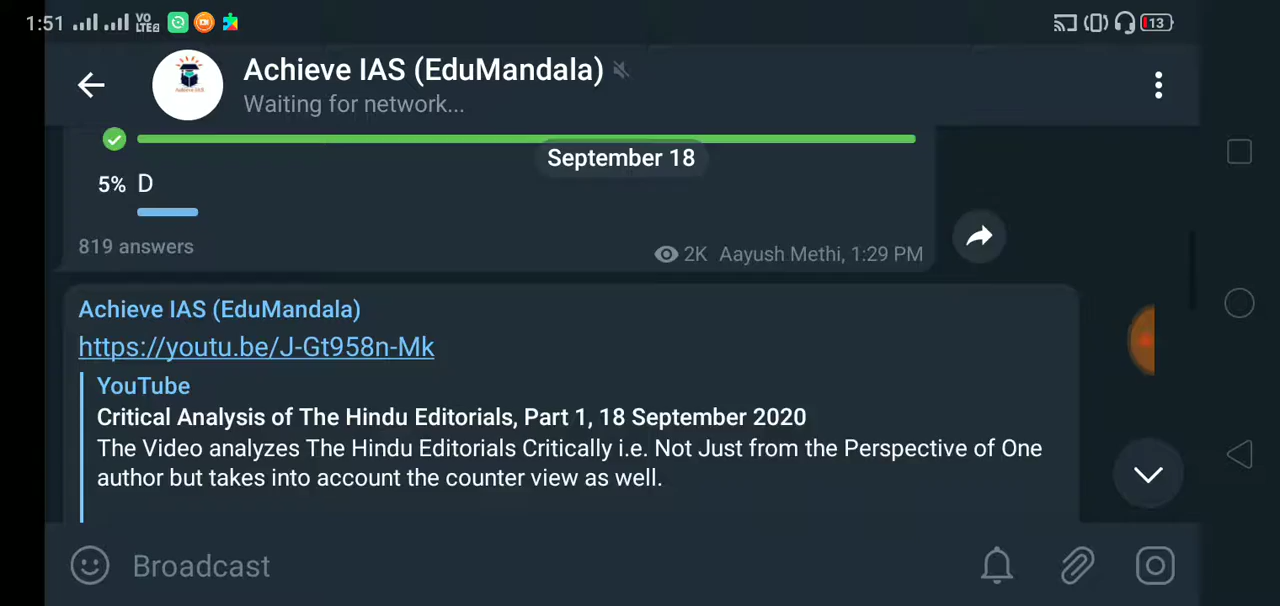 1:51 VO LTE2 13
Achieve IAS (EduMandala)
Waiting for network...
September 18
5% D
819 answers
2K Aayush Methi, 1:29 PM
Achieve IAS (EduMandala)
https://youtu.be/J-Gt958n-Mk
YouTube
Critical Analysis of The Hindu Editorials, Part 1, 18 September 2020
The Video analyzes The Hindu Editorials Critically i.e. Not Just from the Perspective of One
author but takes into account the counter view as well.
Broadcast